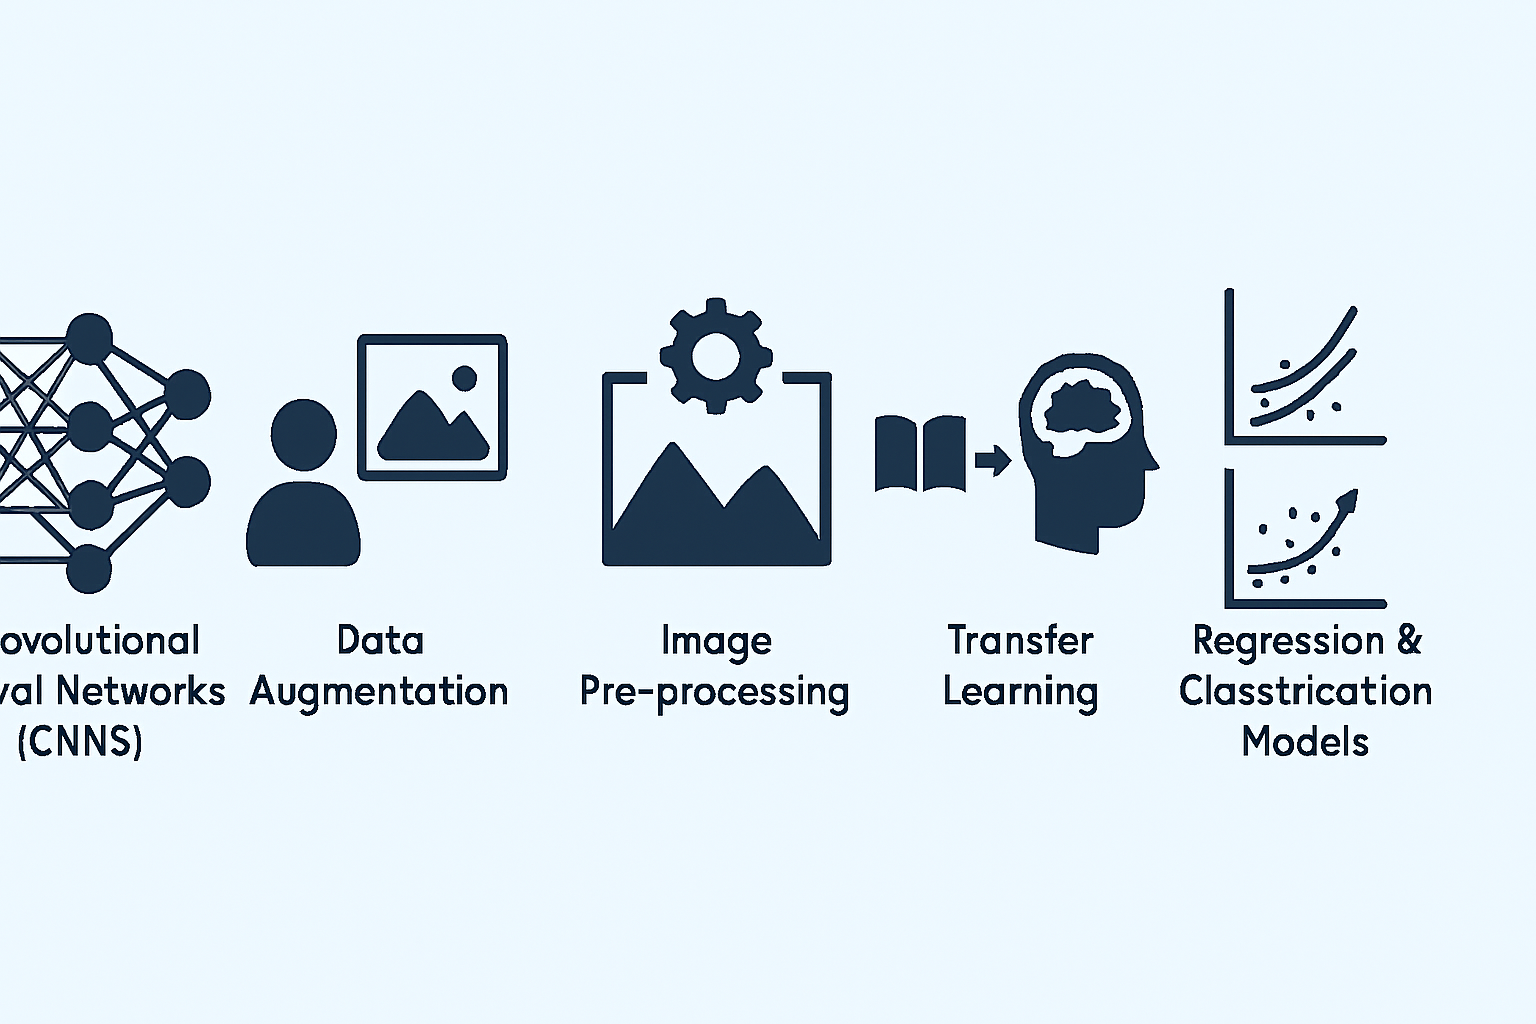 ovolutional
val Networks
(CNNS)
Data
Augmentation
Image
Pre-processing
Transfer
Learning
Regression &
Classtrication
Models